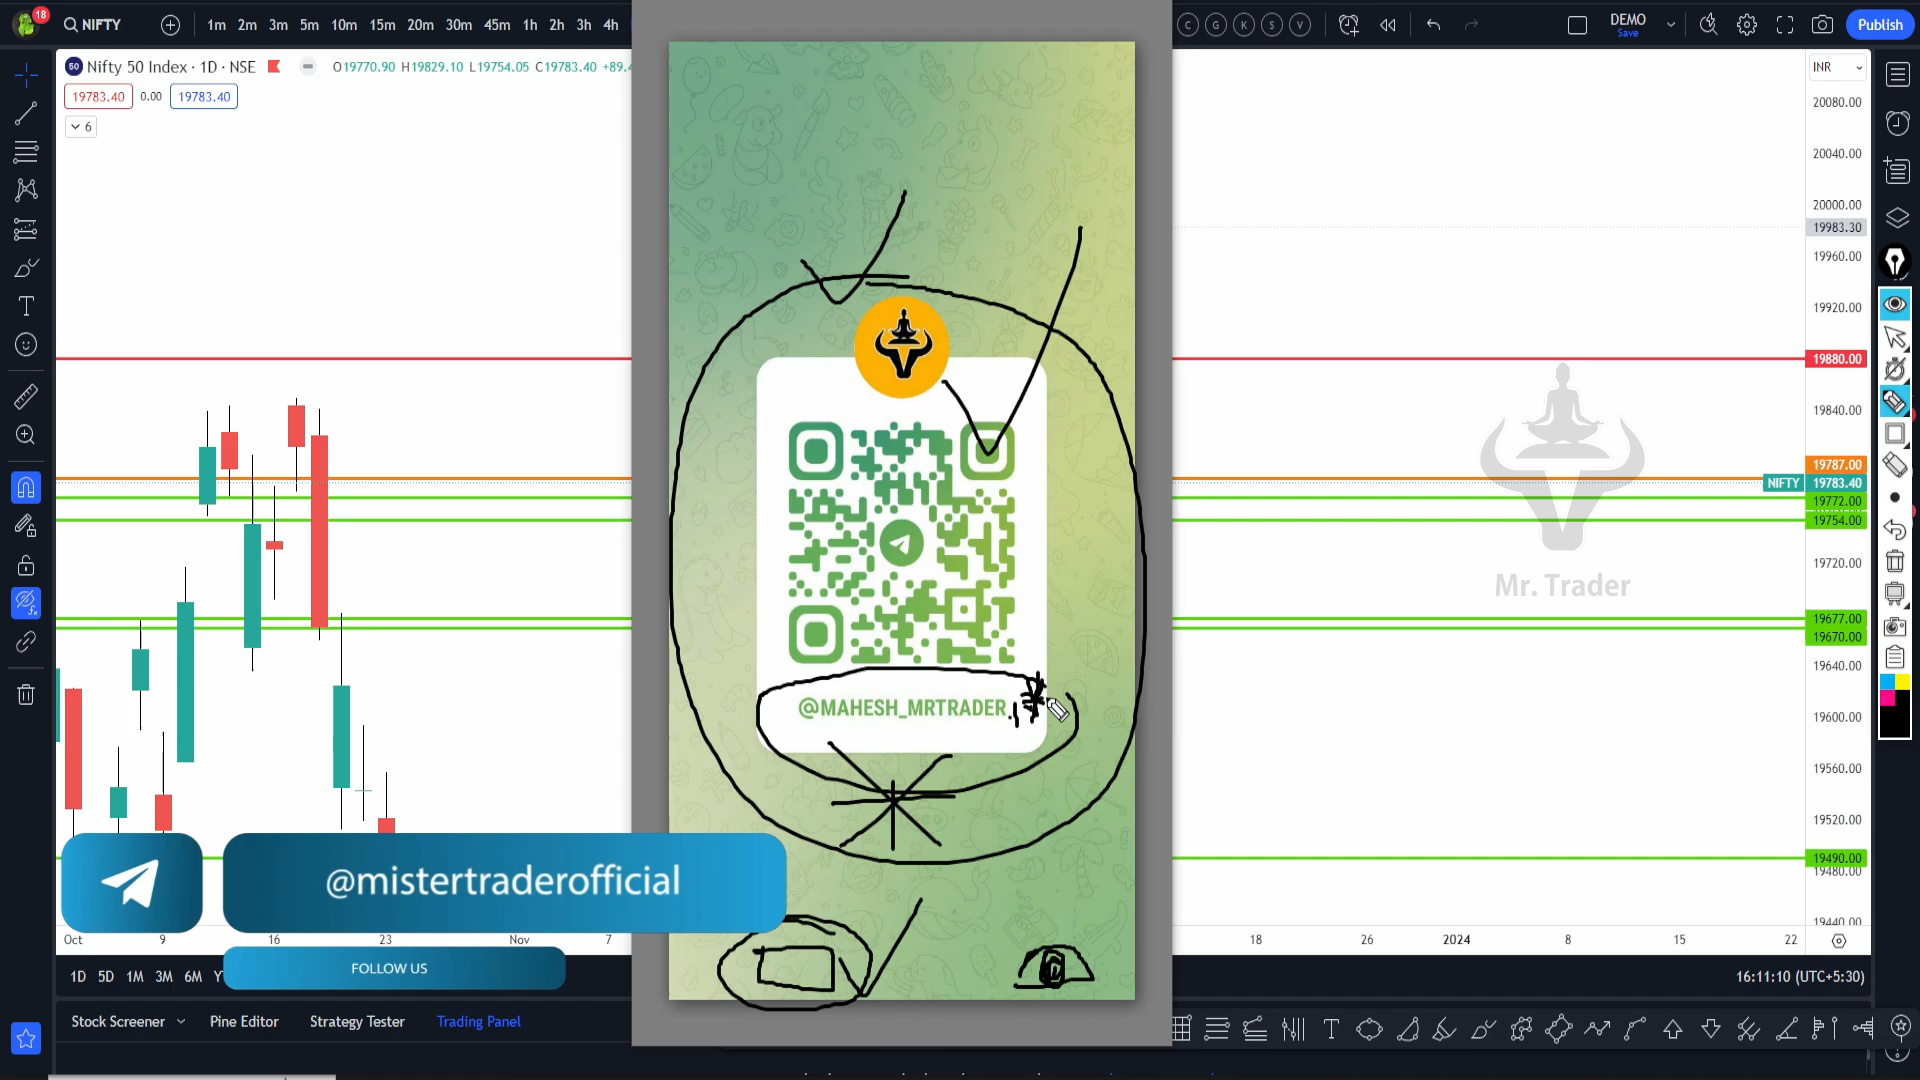 18
NIFTY
1m 2m 3m 5m 10m 15m 20m 30m 45m 1h 2h 3h 4h
C G K S V
DEMO
Save
Publish
50 Nifty 50 Index · 1D · NSE
O19770.90 H19829.10 L19754.05 C19783.40
19783.40 0.00 19783.40
6
INR
20080.00
20040.00
20000.00
19983.30
19960.00
19920.00
19880.00
19840.00
19787.00
NIFTY 19783.40
19772.00
19754.00
19720.00
19677.00
19670.00
19640.00
19600.00
19560.00
19520.00
19490.00
19480.00
19440.00
Mr. Trader
@MAHESH_MRTRADER
@mistertraderofficial
FOLLOW US
Oct 9 16 23 Nov 7 18 26 2024 8 15 22
1D 5D 1M 3M 6M
16:11:10 (UTC+5:30)
Stock Screener Pine Editor Strategy Tester Trading Panel